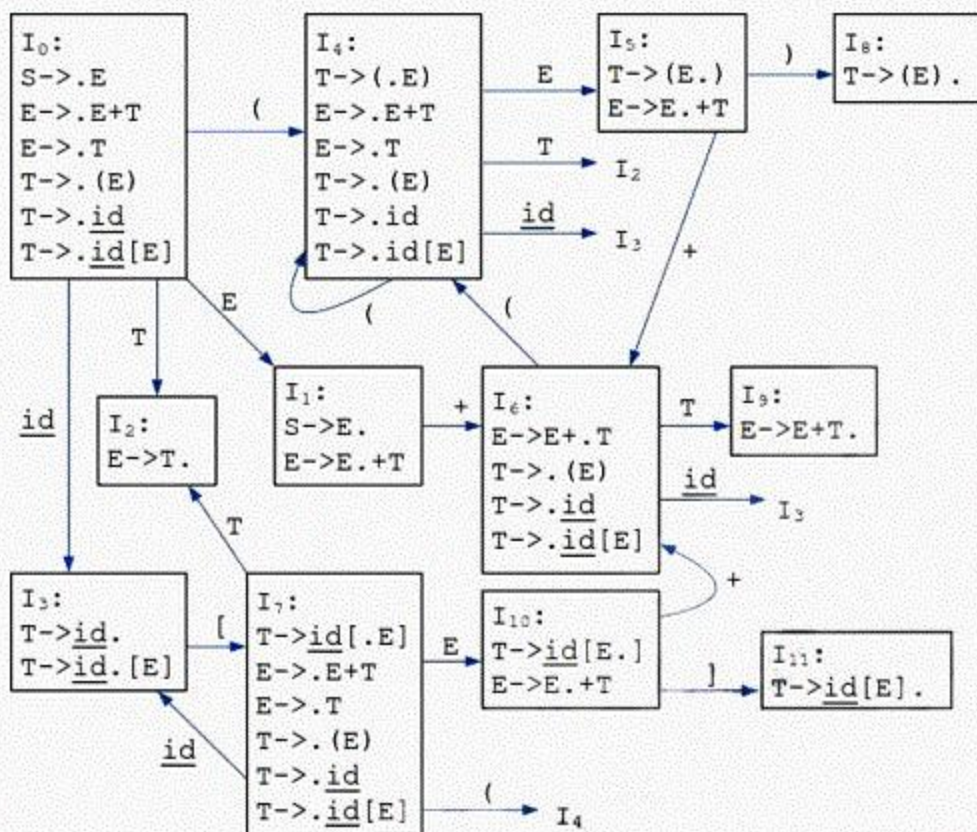 I₀:
S->.E
E->.E+T
E->.T
T->.(E)
T->.id
T->.id[E]
(
I₄:
T->(.E)
E->.E+T
E->.T
T->.(E)
T->.id
T->.id[E]
E
T
I₂
id
I₃
(
I₅:
T->(E.)
E->E.+T
)
I₈:
T->(E).
+
(
E
T
id
I₂:
E->T.
I₁:
S->E.
E->E.+T
+
I₆:
E->E+.T
T->.(E)
T->.id
T->.id[E]
T
I₉:
E->E+T.
id
I₃
T
I₃:
T->id.
T->id.[E]
[
id
I₇:
T->id[.E]
E->.E+T
E->.T
T->.(E)
T->.id
T->.id[E]
E
(
I₄
I₁₀:
T->id[E.]
E->E.+T
+
]
I₁₁:
T->id[E].